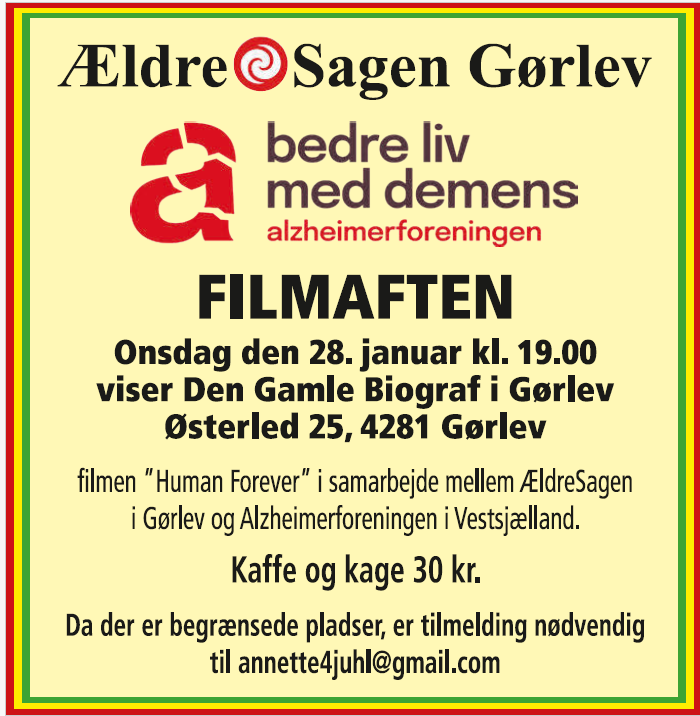 ÆldreSagen Gørlev
bedre liv
med demens
alzheimerforeningen
FILMAFTEN
Onsdag den 28. januar kl. 19.00
viser Den Gamle Biograf i Gørlev
Østerled 25, 4281 Gørlev
filmen "Human Forever" i samarbejde mellem ÆldreSagen
i Gørlev og Alzheimerforeningen i Vestsjælland.
Kaffe og kage 30 kr.
Da der er begrænsede pladser, er tilmelding nødvendig
til annette4juhl@gmail.com